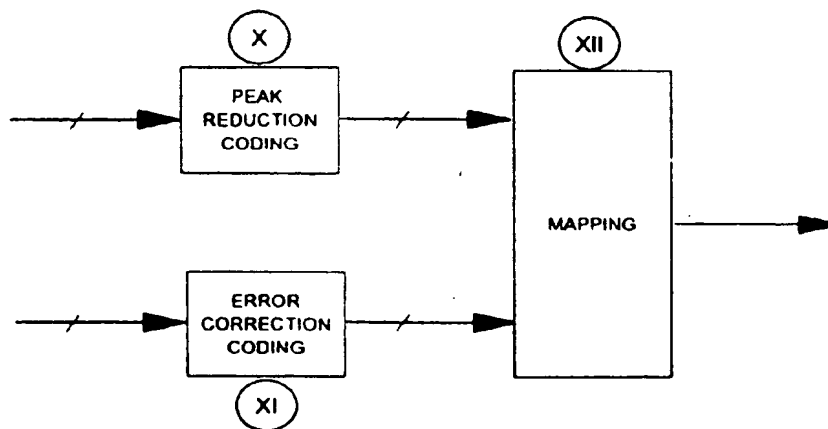 X
XII
PEAK
REDUCTION
CODING
MAPPING
ERROR
CORRECTION
CODING
XI